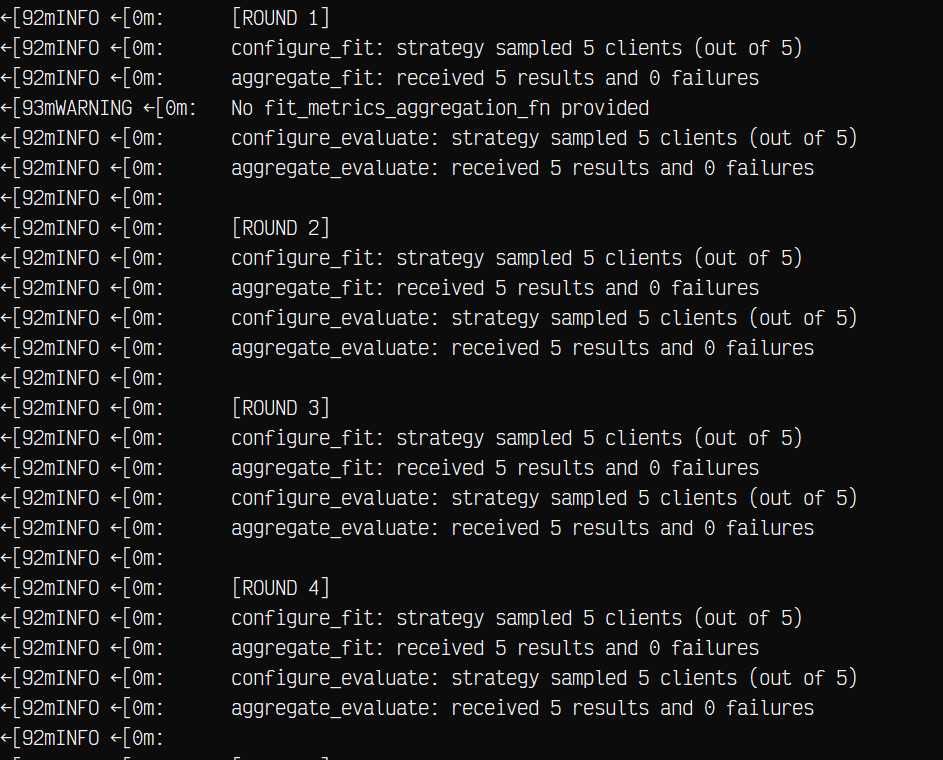 ←[92mINFO ←[0m: [ROUND 1]
←[92mINFO ←[0m: configure_fit: strategy sampled 5 clients (out of 5)
←[92mINFO ←[0m: aggregate_fit: received 5 results and 0 failures
←[93mWARNING ←[0m: No fit_metrics_aggregation_fn provided
←[92mINFO ←[0m: configure_evaluate: strategy sampled 5 clients (out of 5)
←[92mINFO ←[0m: aggregate_evaluate: received 5 results and 0 failures
←[92mINFO ←[0m:
←[92mINFO ←[0m: [ROUND 2]
←[92mINFO ←[0m: configure_fit: strategy sampled 5 clients (out of 5)
←[92mINFO ←[0m: aggregate_fit: received 5 results and 0 failures
←[92mINFO ←[0m: configure_evaluate: strategy sampled 5 clients (out of 5)
←[92mINFO ←[0m: aggregate_evaluate: received 5 results and 0 failures
←[92mINFO ←[0m:
←[92mINFO ←[0m: [ROUND 3]
←[92mINFO ←[0m: configure_fit: strategy sampled 5 clients (out of 5)
←[92mINFO ←[0m: aggregate_fit: received 5 results and 0 failures
←[92mINFO ←[0m: configure_evaluate: strategy sampled 5 clients (out of 5)
←[92mINFO ←[0m: aggregate_evaluate: received 5 results and 0 failures
←[92mINFO ←[0m:
←[92mINFO ←[0m: [ROUND 4]
←[92mINFO ←[0m: configure_fit: strategy sampled 5 clients (out of 5)
←[92mINFO ←[0m: aggregate_fit: received 5 results and 0 failures
←[92mINFO ←[0m: configure_evaluate: strategy sampled 5 clients (out of 5)
←[92mINFO ←[0m: aggregate_evaluate: received 5 results and 0 failures
←[92mINFO ←[0m: